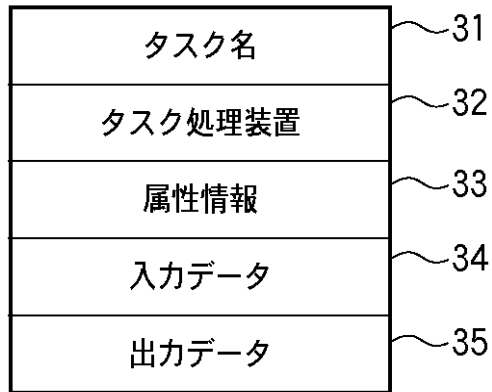 タスク名 31
タスク処理装置 32
属性情報 33
入力データ 34
出力データ 35